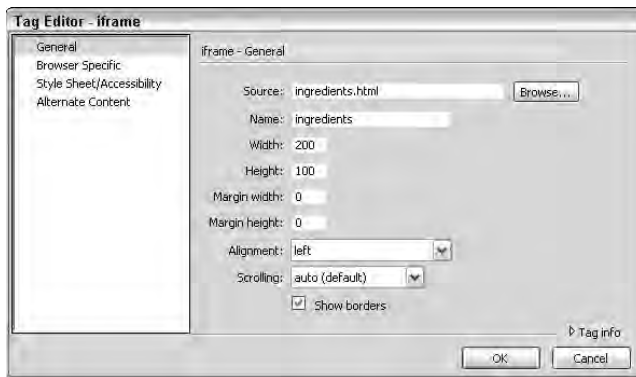 Tag Editor - iframe
General
Browser Specific
Style Sheet/Accessibility
Alternate Content
iframe - General
Source: ingredients.html Browse...
Name: ingredients
Width: 200
Height: 100
Margin width: 0
Margin height: 0
Alignment: left
Scrolling: auto (default)
Show borders
Tag info
OK Cancel